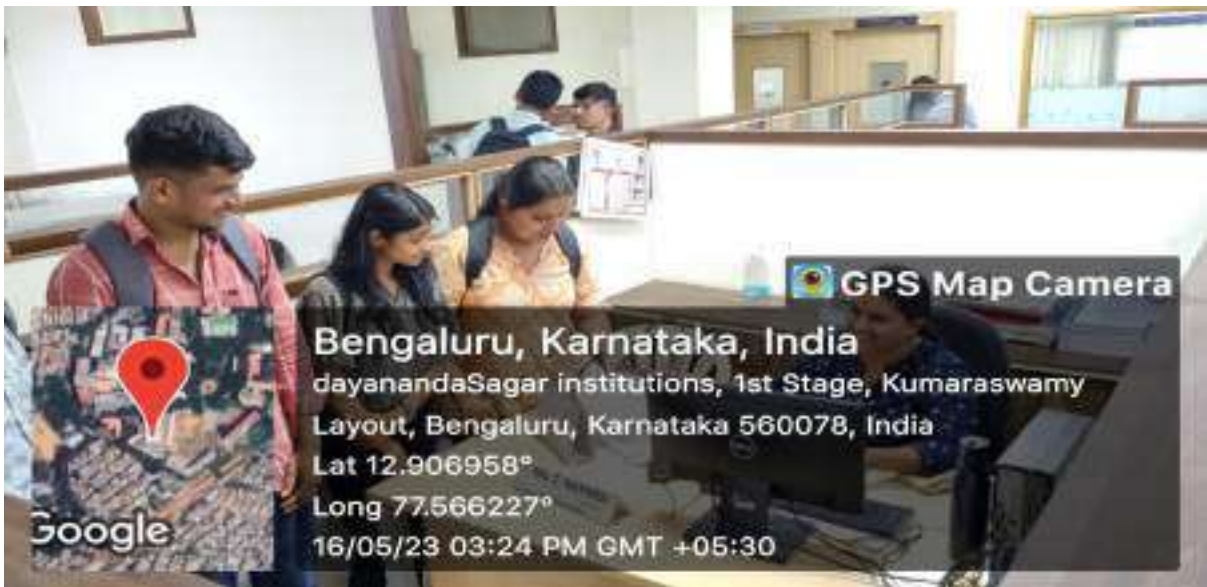 GPS Map Camera
Bengaluru, Karnataka, India
dayanandaSagar institutions, 1st Stage, Kumaraswamy
Layout, Bengaluru, Karnataka 560078, India
Lat 12.906958°
Long 77.566227°
16/05/23 03:24 PM GMT +05:30
Google
DELL